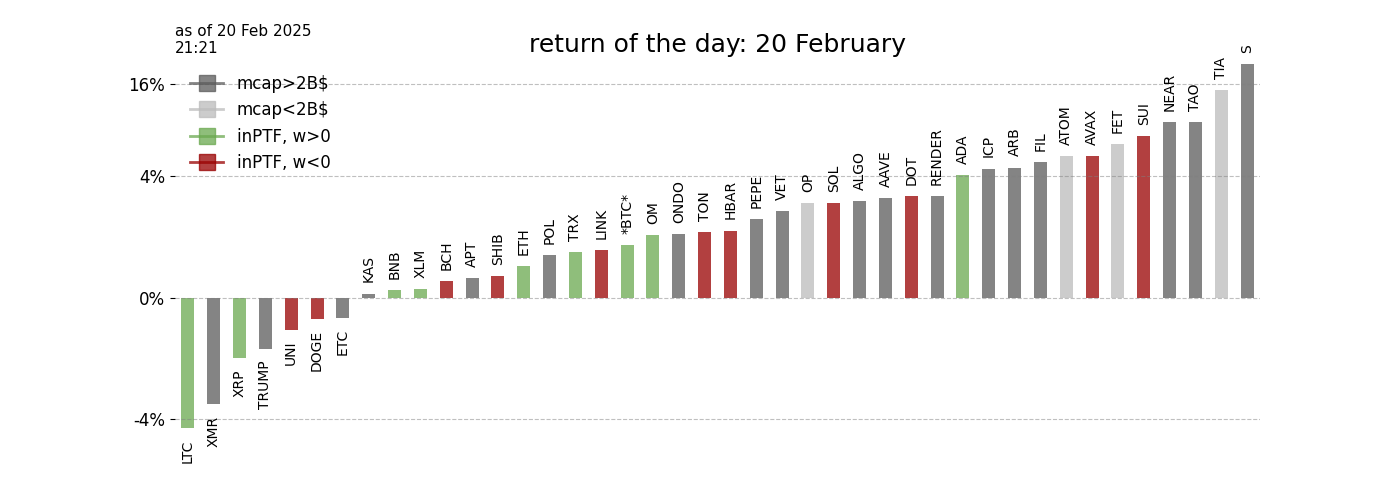 as of 20 Feb 2025
21:21
return of the day: 20 February
mcap>2B$
mcap<2B$
inPTF, w>0
inPTF, w<0
16%
4%
0%
-4%
LTC
XMR
XRP
TRUMP
UNI
DOGE
ETC
KAS
BNB
XLM
BCH
APT
SHIB
ETH
POL
TRX
LINK
*BTC*
OM
ONDO
TON
HBAR
PEPE
VET
OP
SOL
ALGO
AAVE
DOT
RENDER
ADA
ICP
ARB
FIL
ATOM
AVAX
FET
SUI
NEAR
TAO
TIA
S